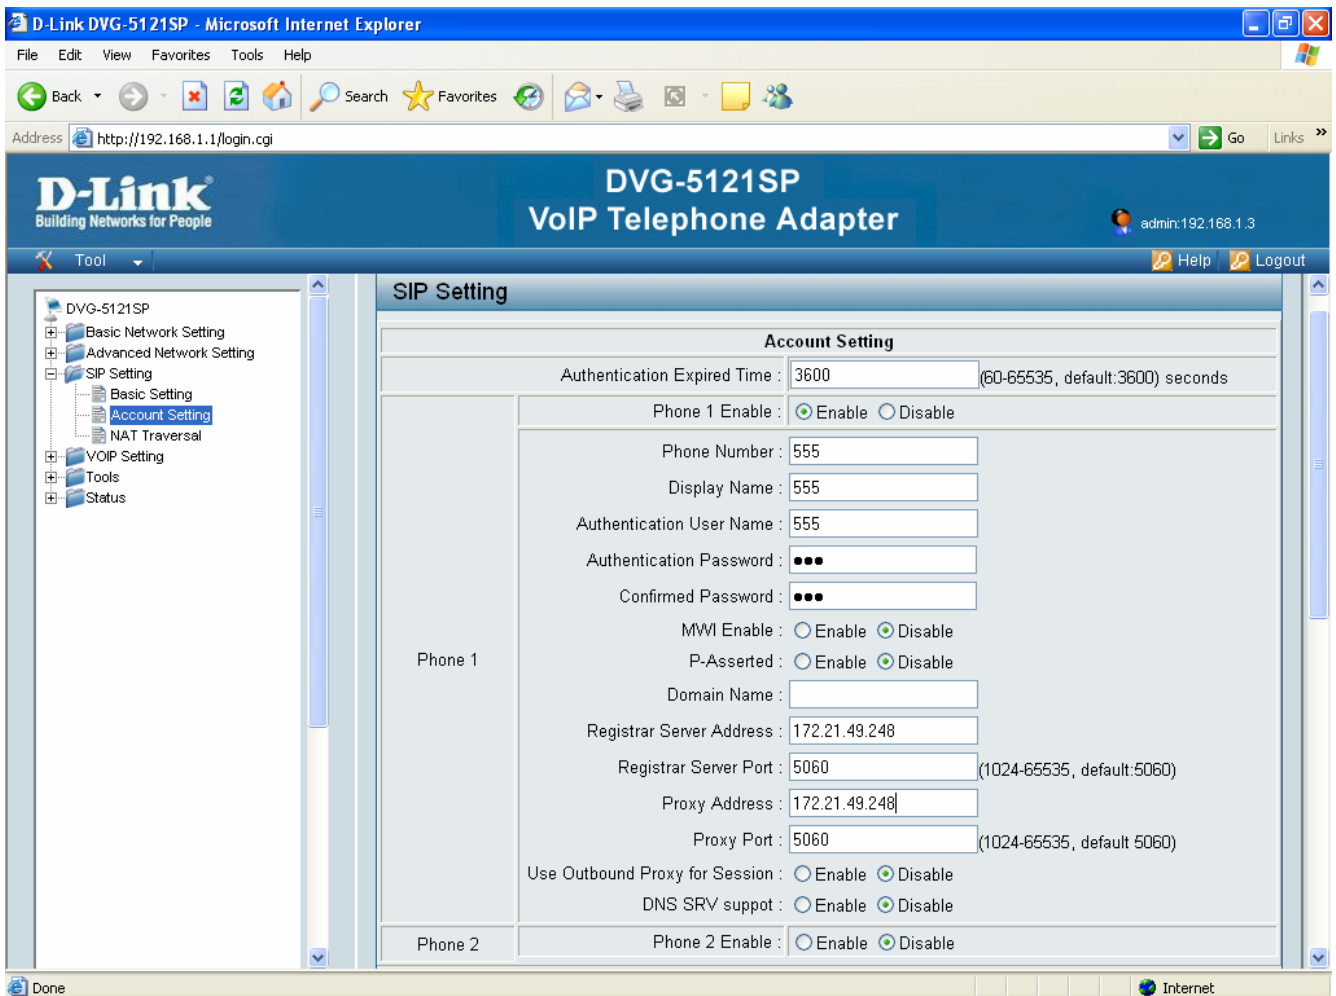 D-Link DVG-5121SP - Microsoft Internet Explorer
File Edit View Favorites Tools Help
Back Search Favorites
Address http://192.168.1.1/login.cgi Go Links »
D-Link
Building Networks for People
DVG-5121SP
VoIP Telephone Adapter
admin:192.168.1.3
Tool Help Logout
DVG-5121SP
Basic Network Setting
Advanced Network Setting
SIP Setting
Basic Setting
Account Setting
NAT Traversal
VOIP Setting
Tools
Status
SIP Setting
Account Setting
Authentication Expired Time : 3600 (60-65535, default:3600) seconds
Phone 1 Enable : Enable Disable
Phone Number : 555
Display Name : 555
Authentication User Name : 555
Authentication Password : ●●●
Confirmed Password : ●●●
MWI Enable : Enable Disable
Phone 1
P-Asserted : Enable Disable
Domain Name :
Registrar Server Address : 172.21.49.248
Registrar Server Port : 5060 (1024-65535, default:5060)
Proxy Address : 172.21.49.248
Proxy Port : 5060 (1024-65535, default 5060)
Use Outbound Proxy for Session : Enable Disable
DNS SRV suppot : Enable Disable
Phone 2 Phone 2 Enable : Enable Disable
Done Internet